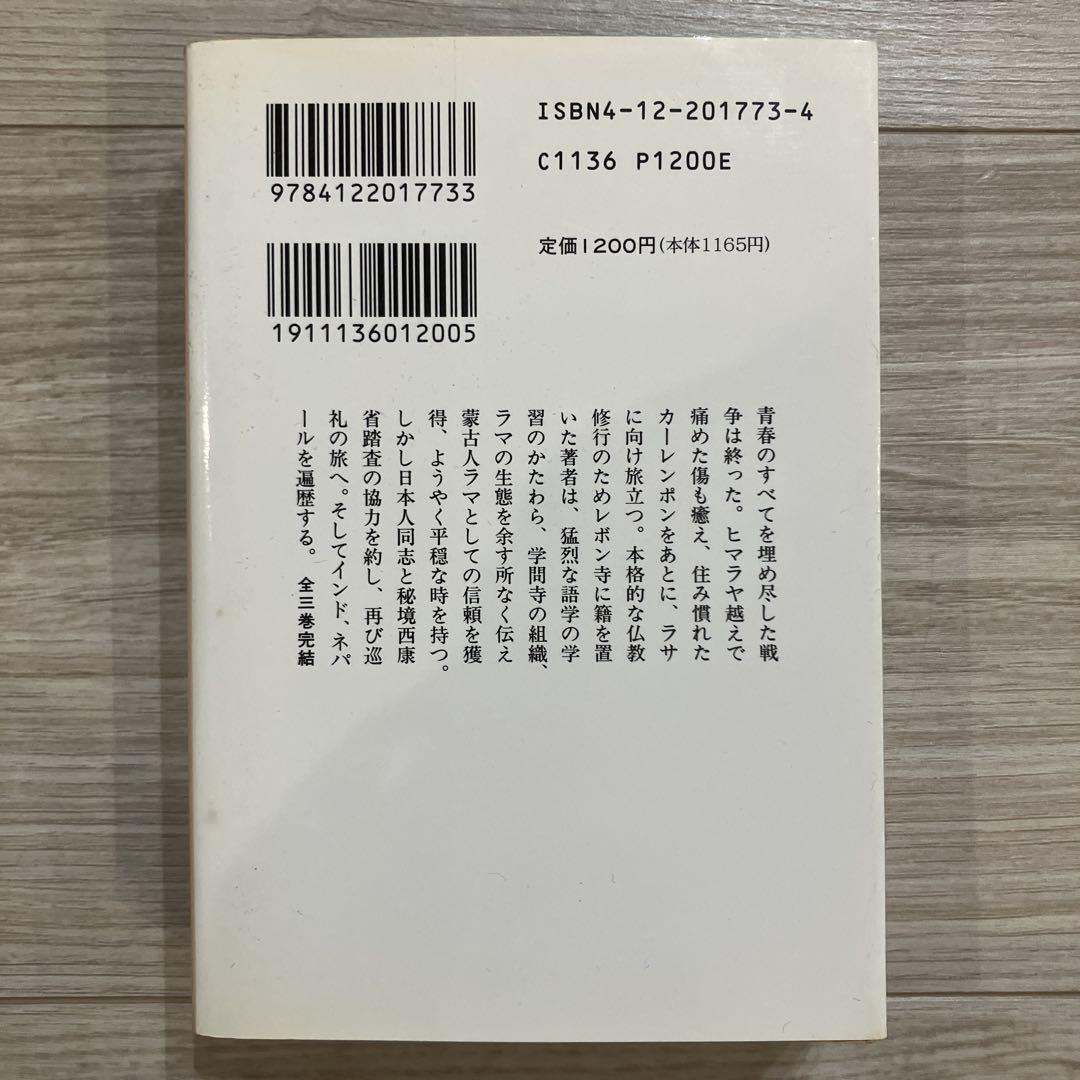 ISBN4-12-201773-4
C1136 P1200E
9784122017733
定価1200円(本体1165円)
1911136012005
青春のすべてを埋め尽した戦
争は終った。ヒマラヤ越えで
痛めた傷も癒え、住み慣れた
カーレンポンをあとに、ラサ
に向け旅立つ。本格的な仏教
修行のためレボン寺に籍を置
いた著者は、猛烈な語学の学
習のかたわら、学問寺の組織、
ラマの生態を余す所なく伝え
蒙古人ラマとしての信頼を獲
得、ようやく平穏な時を持つ。
しかし日本人同志と秘境西康
省踏査の協力を約し、再び巡
礼の旅へ。そしてインド、ネパ
ールを遍歴する。 全三巻完結